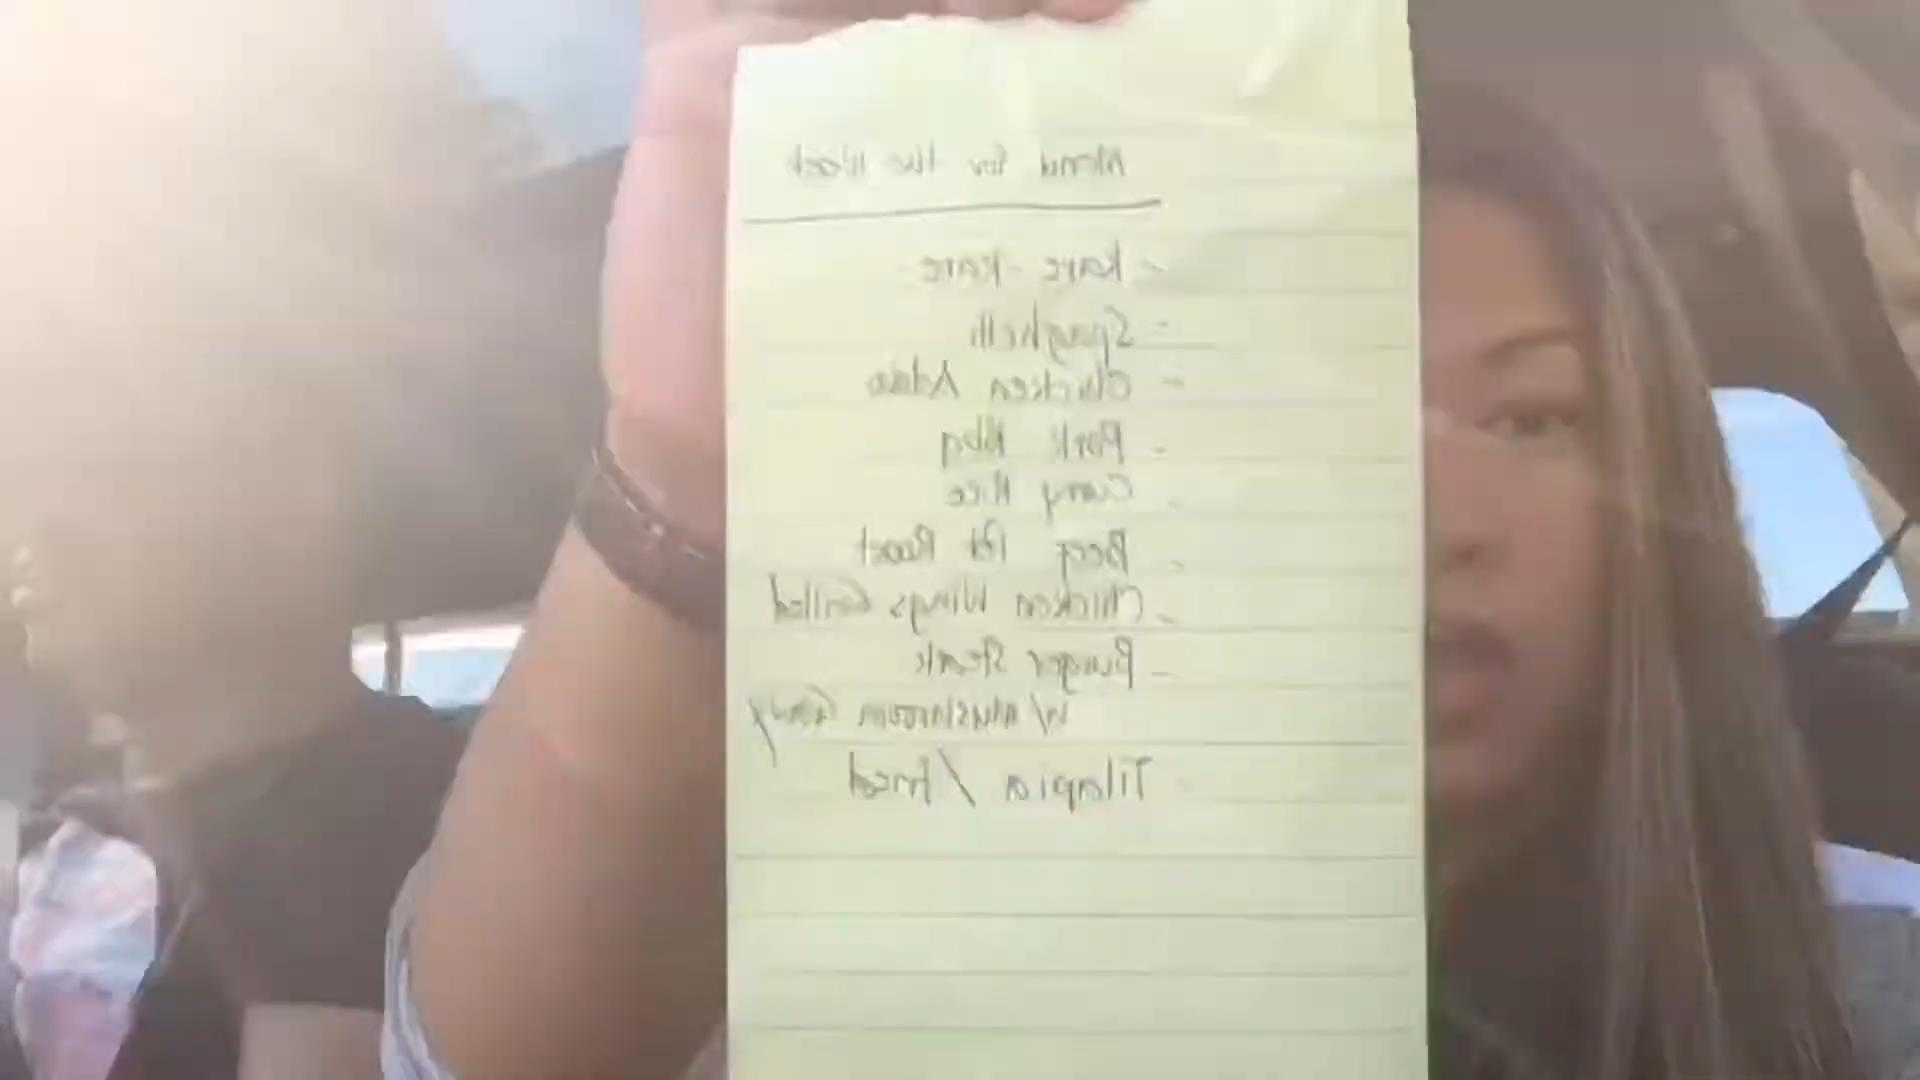 Menu for the Week
- Kare-Kare
- Spaghetti
- Chicken Adobo
- Pork Bbq
- Curry Rice
- Beef Pot Roast
- Chicken Wings Grilled
- Burger Steak
w/ Mushroom Gravy
- Tilapia / fried